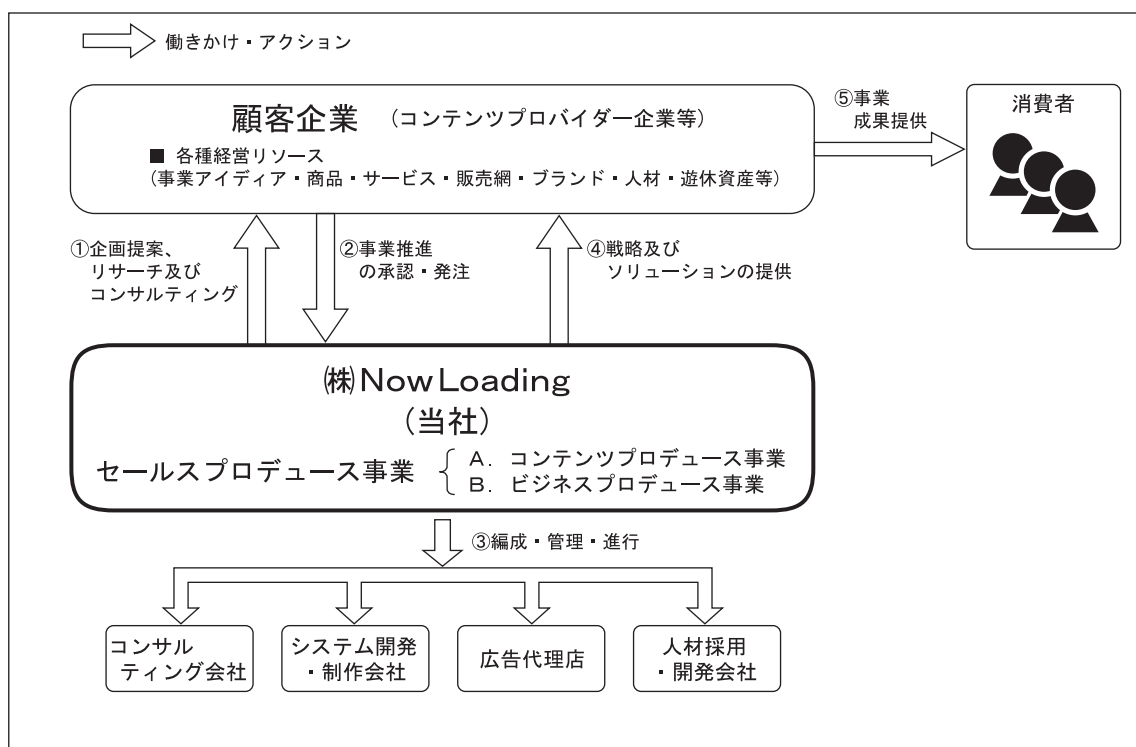 働きかけ・アクション
顧客企業 (コンテンツプロバイダー企業等)
■ 各種経営リソース
(事業アイディア・商品・サービス・販売網・ブランド・人材・遊休資産等)
⑤事業
成果提供
消費者
①企画提案、
リサーチ及び
コンサルティング
②事業推進
の承認・発注
④戦略及び
ソリューションの提供
㈱NowLoading
(当社)
セールスプロデュース事業
A. コンテンツプロデュース事業
B. ビジネスプロデュース事業
③編成・管理・進行
コンサル
ティング会社
システム開発
・制作会社
広告代理店
人材採用
・開発会社